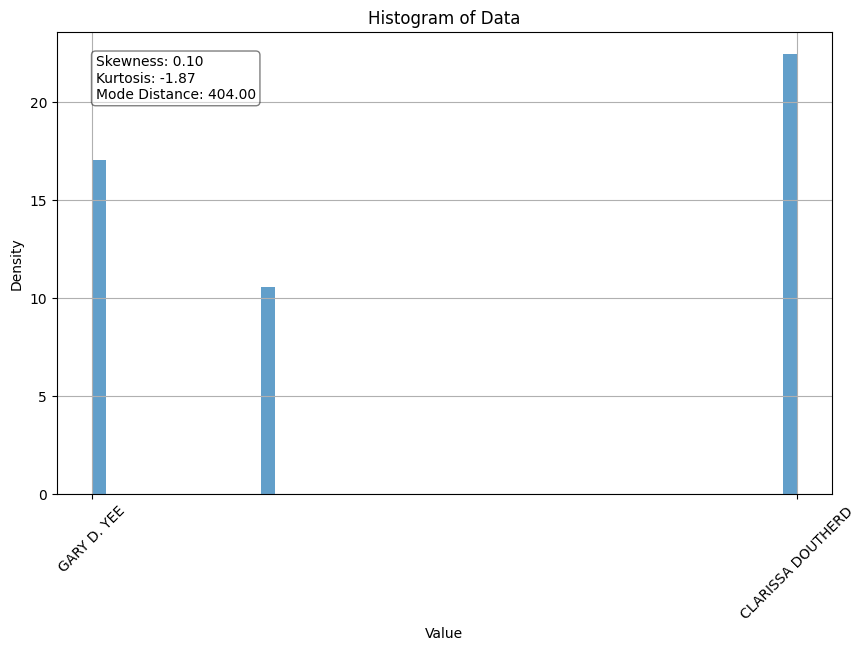 Histogram of Data
Skewness: 0.10
Kurtosis: -1.87
Mode Distance: 404.00
20
15
10
5
0
Density
GARY D. YEE
CLARISSA DOUTHERD
Value